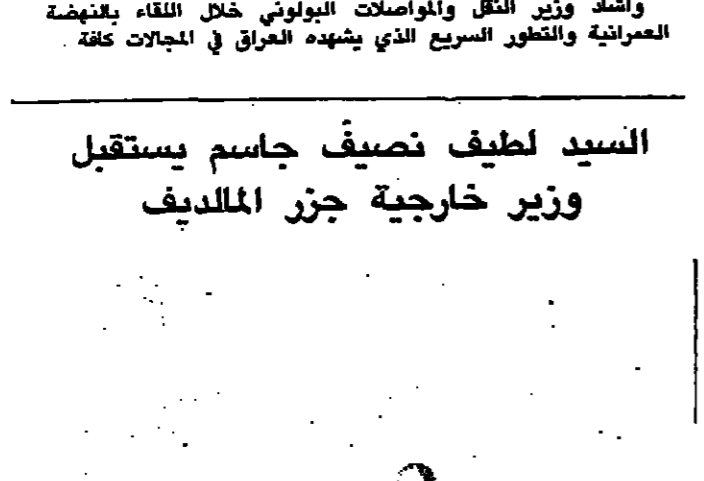 واشاد وزير النقل والمواصلات البولوني خلال اللقاء بالنهضة
العمرانية والتطور السريع الذي يشهده العراق في المجالات كافة .
السيد لطيف نصيف جاسم يستقبل
وزير خارجية جزر المالديف